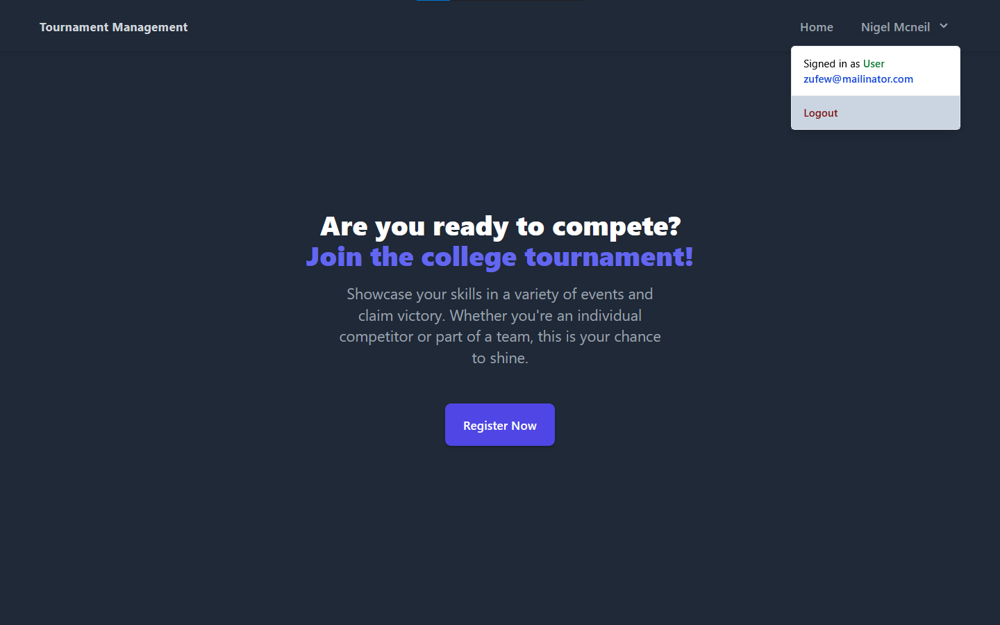 Tournament Management
Home
Nigel Mcneil
Signed in as User
zufew@mailinator.com
Logout
Are you ready to compete?
Join the college tournament!
Showcase your skills in a variety of events and
claim victory. Whether you're an individual
competitor or part of a team, this is your chance
to shine.
Register Now